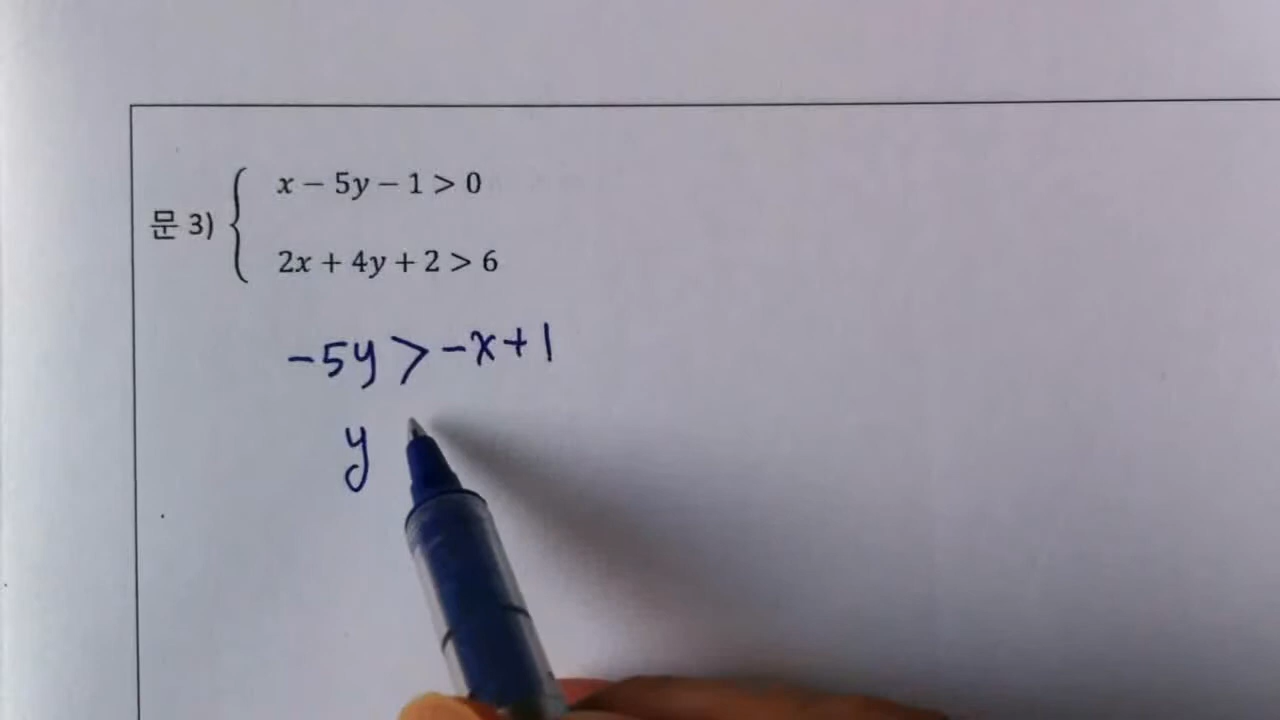 x − 5y − 1 > 0
문 3)
2x + 4y + 2 > 6
-5y > -x+1
y